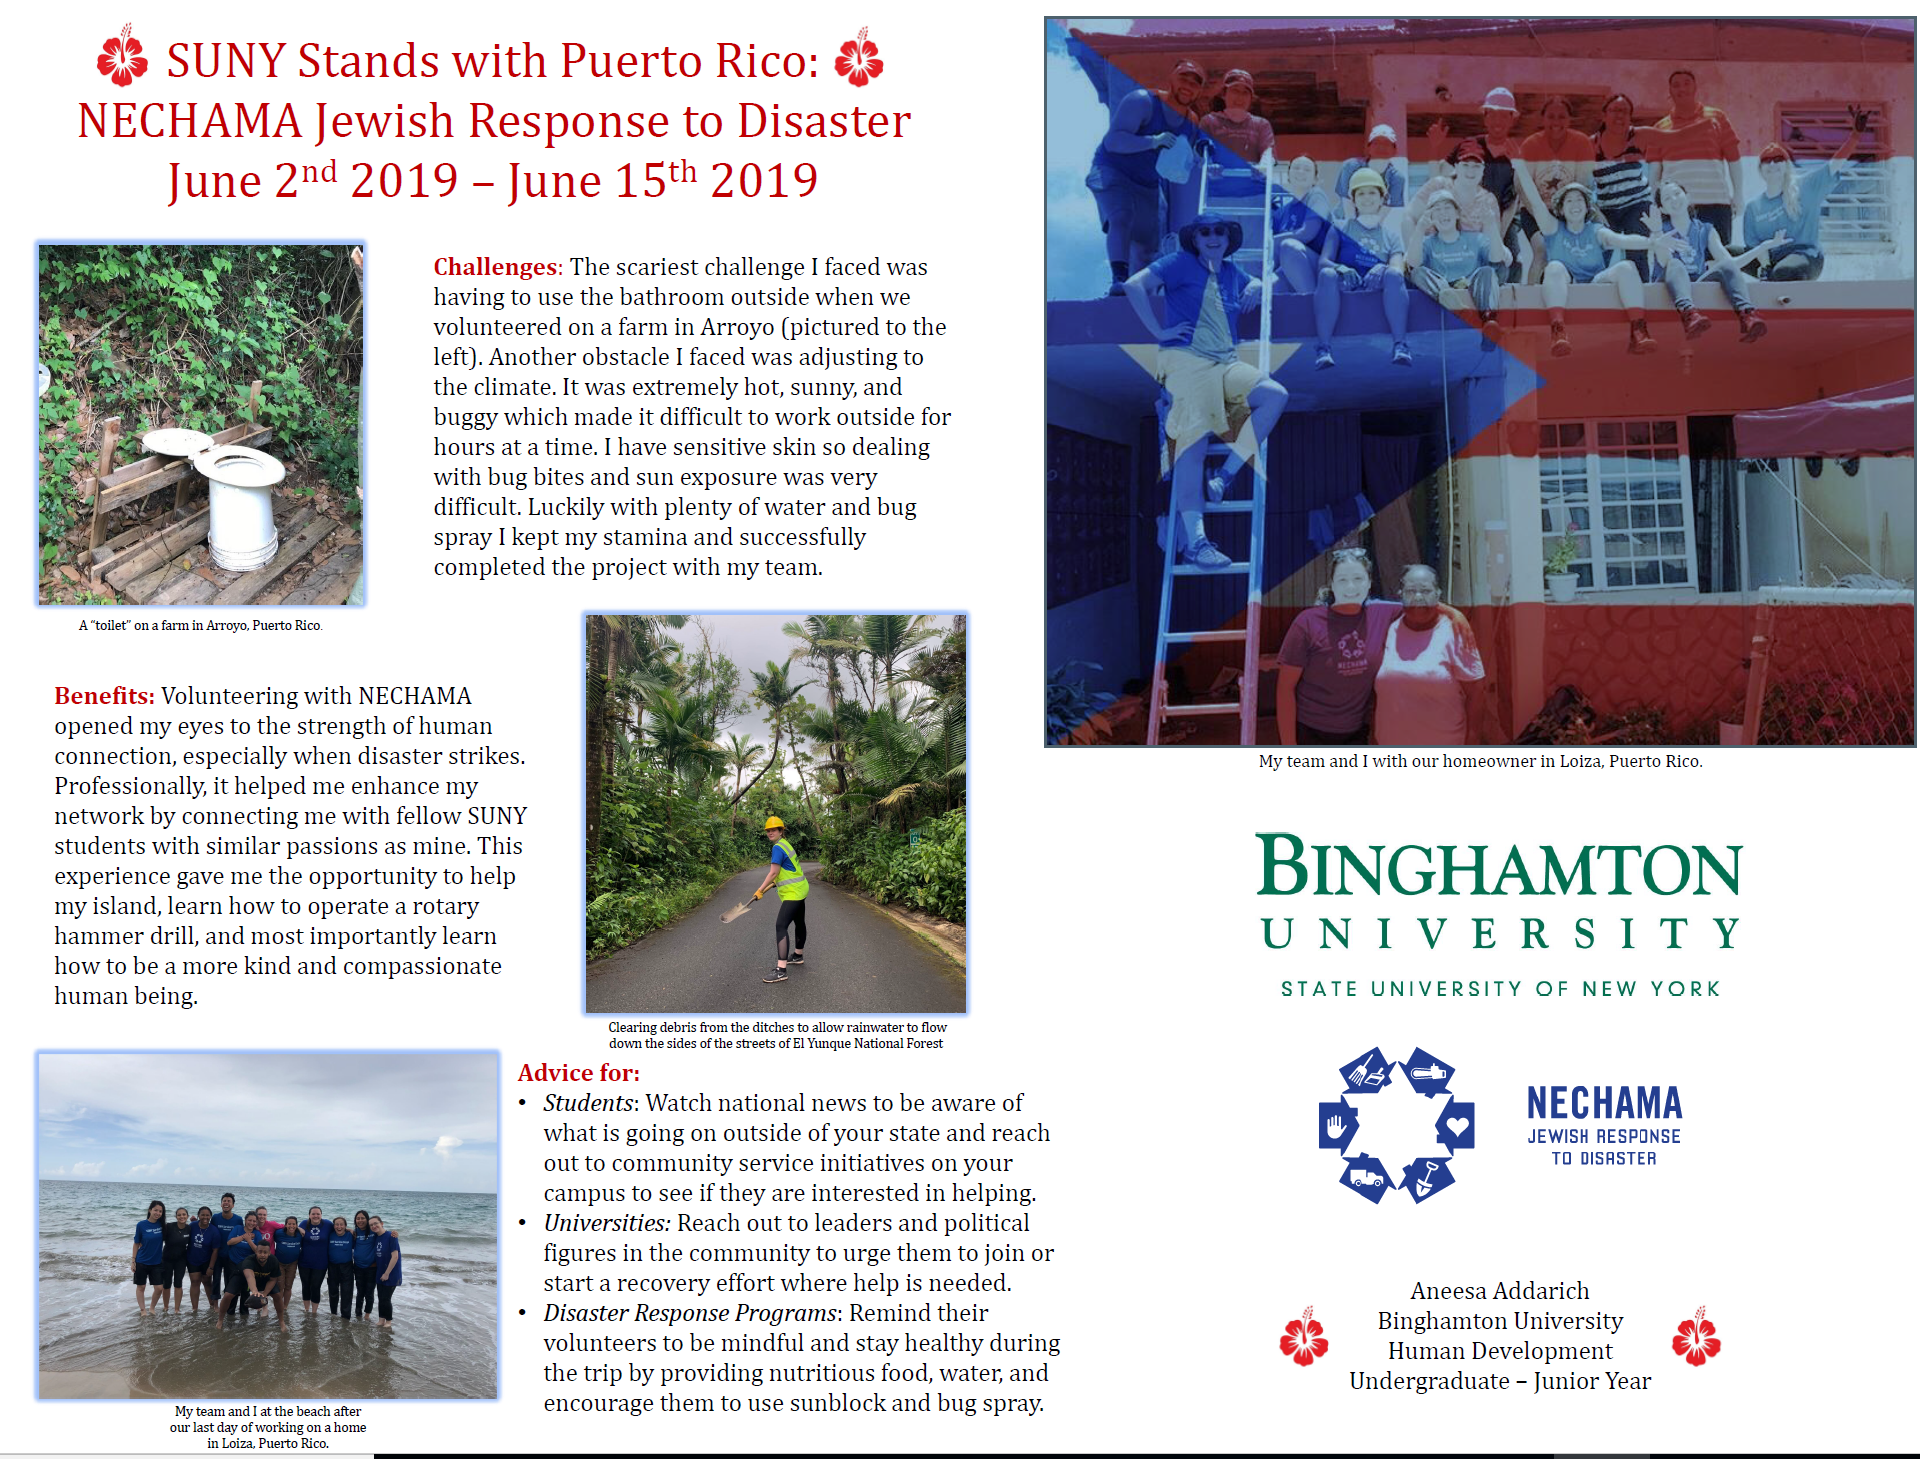 SUNY Stands with Puerto Rico:
NECHAMA Jewish Response to Disaster
June 2nd 2019 – June 15th 2019
Challenges: The scariest challenge I faced was
having to use the bathroom outside when we
volunteered on a farm in Arroyo (pictured to the
left). Another obstacle I faced was adjusting to
the climate. It was extremely hot, sunny, and
buggy which made it difficult to work outside for
hours at a time. I have sensitive skin so dealing
with bug bites and sun exposure was very
difficult. Luckily with plenty of water and bug
spray I kept my stamina and successfully
completed the project with my team.
A “toilet” on a farm in Arroyo, Puerto Rico.
Benefits: Volunteering with NECHAMA
opened my eyes to the strength of human
connection, especially when disaster strikes.
Professionally, it helped me enhance my
network by connecting me with fellow SUNY
students with similar passions as mine. This
experience gave me the opportunity to help
my island, learn how to operate a rotary
hammer drill, and most importantly learn
how to be a more kind and compassionate
human being.
Clearing debris from the ditches to allow rainwater to flow
down the sides of the streets of El Yunque National Forest
Advice for:
• Students: Watch national news to be aware of
what is going on outside of your state and reach
out to community service initiatives on your
campus to see if they are interested in helping.
• Universities: Reach out to leaders and political
figures in the community to urge them to join or
start a recovery effort where help is needed.
• Disaster Response Programs: Remind their
volunteers to be mindful and stay healthy during
the trip by providing nutritious food, water, and
encourage them to use sunblock and bug spray.
My team and I at the beach after
our last day of working on a home
in Loiza, Puerto Rico.
NECHAMA
My team and I with our homeowner in Loiza, Puerto Rico.
BINGHAMTON
UNIVERSITY
STATE UNIVERSITY OF NEW YORK
NECHAMA
JEWISH RESPONSE
TO DISASTER
Aneesa Addarich
Binghamton University
Human Development
Undergraduate – Junior Year